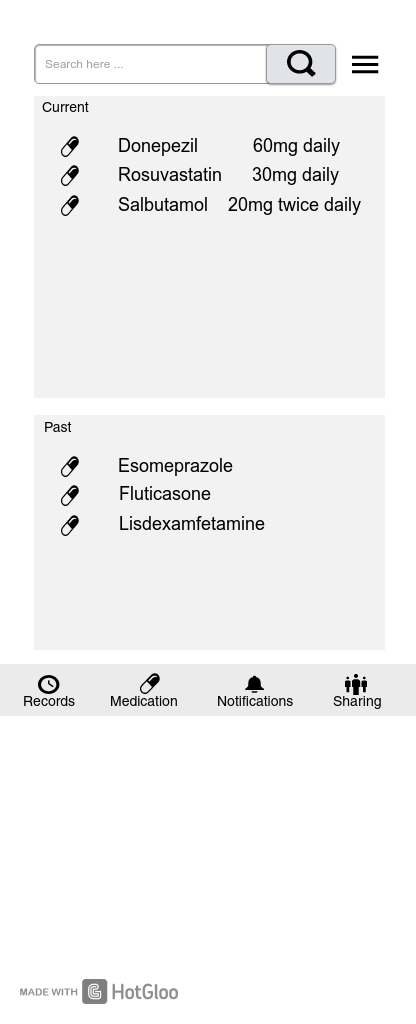 Search here ...
Current
Donepezil 60mg daily
Rosuvastatin 30mg daily
Salbutamol 20mg twice daily
Past
Esomeprazole
Fluticasone
Lisdexamfetamine
Records Medication Notifications Sharing
MADE WITH HotGloo